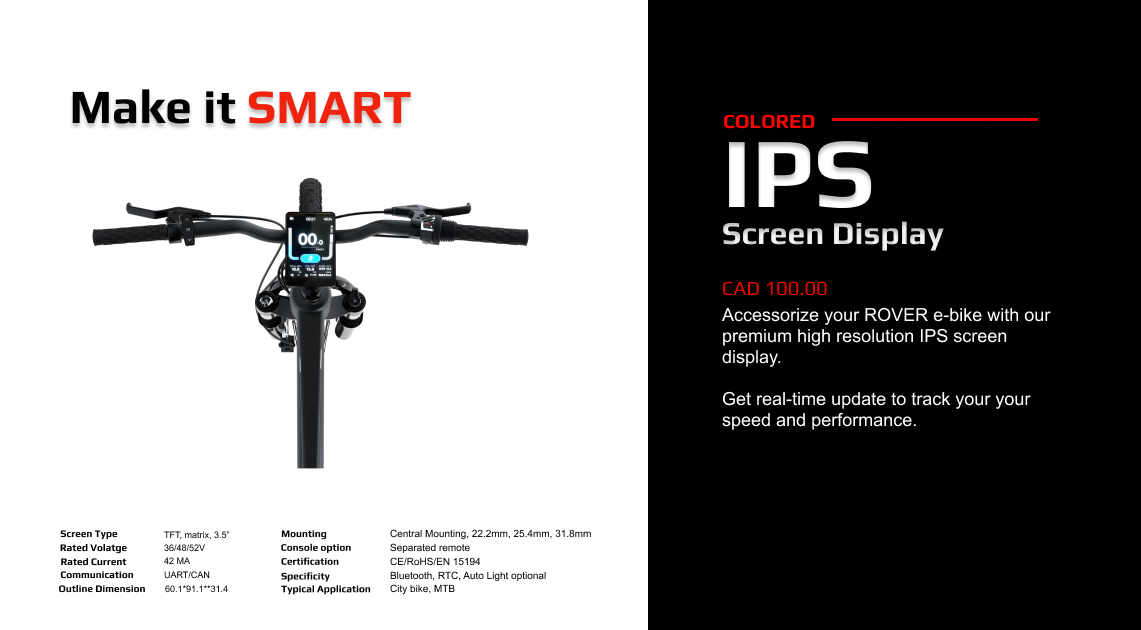 Make it SMART
00.0
Screen Type TFT, matrix, 3.5"
Rated Volatge 36/48/52V
Rated Current 42 MA
Communication UART/CAN
Outline Dimension 60.1*91.1**31.4
Mounting Central Mounting, 22.2mm, 25.4mm, 31.8mm
Console option Separated remote
Certification CE/RoHS/EN 15194
Specificity Bluetooth, RTC, Auto Light optional
Typical Application City bike, MTB
COLORED
IPS
Screen Display
CAD 100.00
Accessorize your ROVER e-bike with our
premium high resolution IPS screen
display.
Get real-time update to track your your
speed and performance.